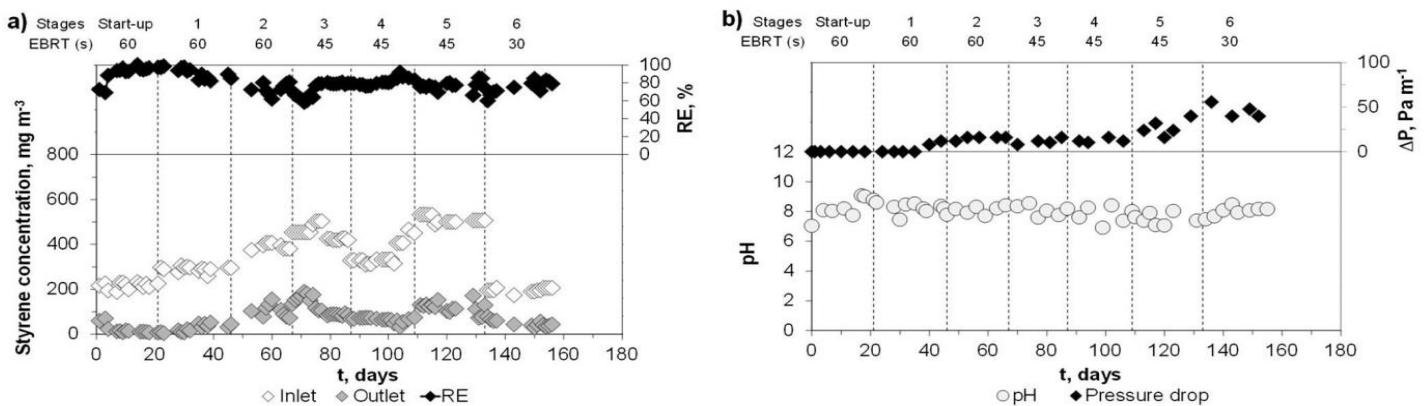 a)
Stages Start-up 1 2 3 4 5 6
EBRT (s) 60 60 60 45 45 45 30
100
80
60
40
20
0
RE, %
800
600
400
200
0
Styrene concentration, mg m-3
0 20 40 60 80 100 120 140 160 180
t, days
Inlet Outlet RE
b)
Stages Start-up 1 2 3 4 5 6
EBRT (s) 60 60 60 45 45 45 30
100
50
0
ΔP, Pa m-1
12
10
8
6
4
2
0
pH
0 20 40 60 80 100 120 140 160 180
t, days
pH Pressure drop